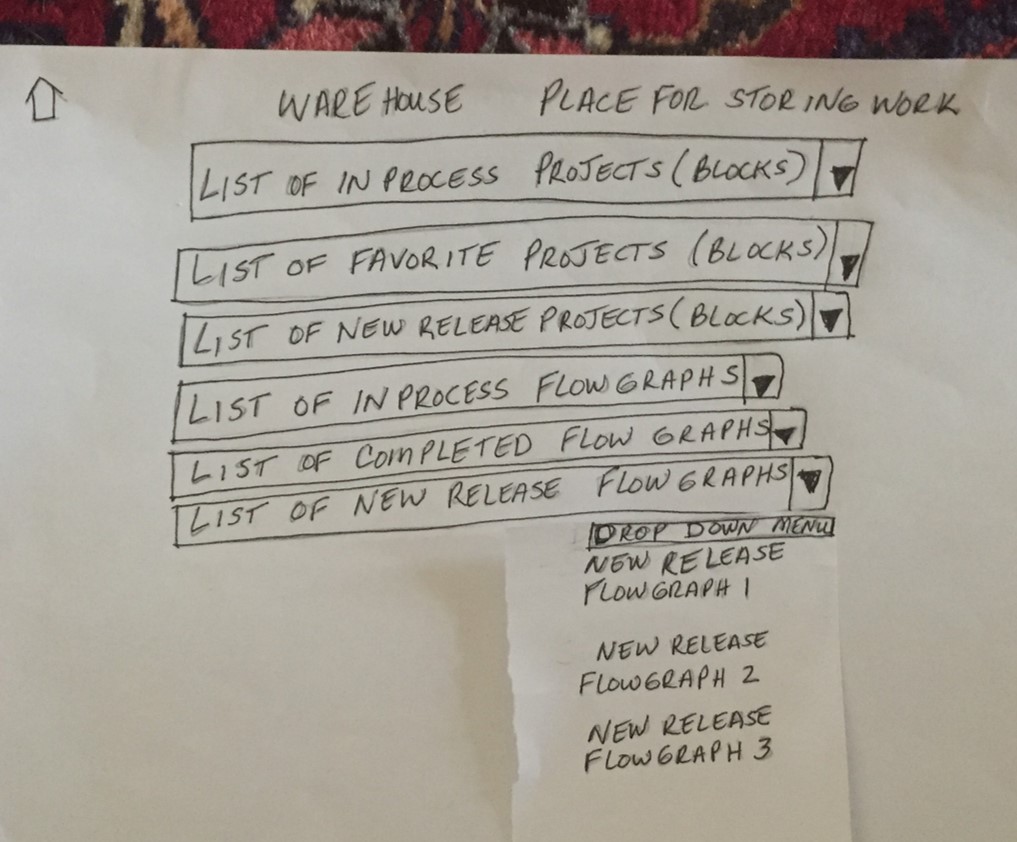 WAREHOUSE PLACE FOR STORING WORK
LIST OF IN PROCESS PROJECTS (BLOCKS)
LIST OF FAVORITE PROJECTS (BLOCKS)
LIST OF NEW RELEASE PROJECTS (BLOCKS)
LIST OF IN PROCESS FLOWGRAPHS
LIST OF COMPLETED FLOW GRAPHS
LIST OF NEW RELEASE FLOWGRAPHS
DROP DOWN MENU
NEW RELEASE
FLOWGRAPH 1
NEW RELEASE
FLOWGRAPH 2
NEW RELEASE
FLOWGRAPH 3